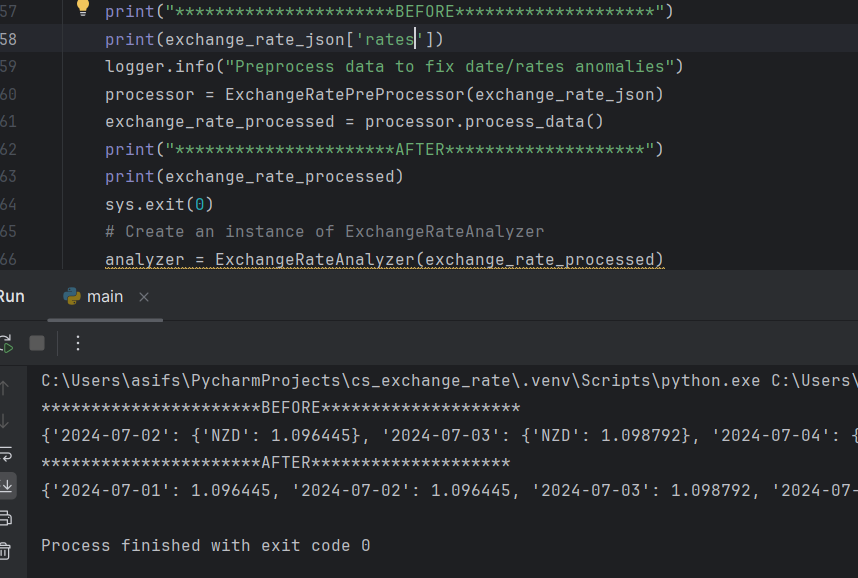 57 print("**********************BEFORE********************")
58 print(exchange_rate_json['rates'])
59 logger.info("Preprocess data to fix date/rates anomalies")
60 processor = ExchangeRatePreProcessor(exchange_rate_json)
61 exchange_rate_processed = processor.process_data()
62 print("**********************AFTER********************")
63 print(exchange_rate_processed)
64 sys.exit(0)
65 # Create an instance of ExchangeRateAnalyzer
66 analyzer = ExchangeRateAnalyzer(exchange_rate_processed)
Run main
C:\Users\asifs\PycharmProjects\cs_exchange_rate\.venv\Scripts\python.exe C:\Users\
**********************BEFORE********************
{'2024-07-02': {'NZD': 1.096445}, '2024-07-03': {'NZD': 1.098792}, '2024-07-04': {
**********************AFTER********************
{'2024-07-01': 1.096445, '2024-07-02': 1.096445, '2024-07-03': 1.098792, '2024-07-
Process finished with exit code 0